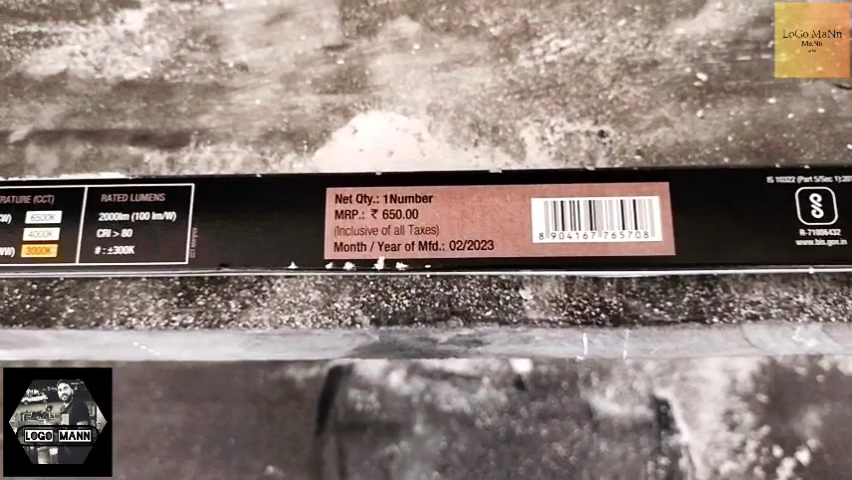 LoGo MaNn
MaNn
RATURE (CCT)
6500K
4000K
3000K
RATED LUMENS
2000lm (100 lm/W)
CRI > 80
# : ±300K
Net Qty.: 1Number
MRP.: ₹ 650.00
(Inclusive of all Taxes)
Month / Year of Mfd.: 02/2023
8 904167 765708
IS 10322 (Part 5/Sec 1):201
R-71006432
www.bis.gov.in
LOGO MANN